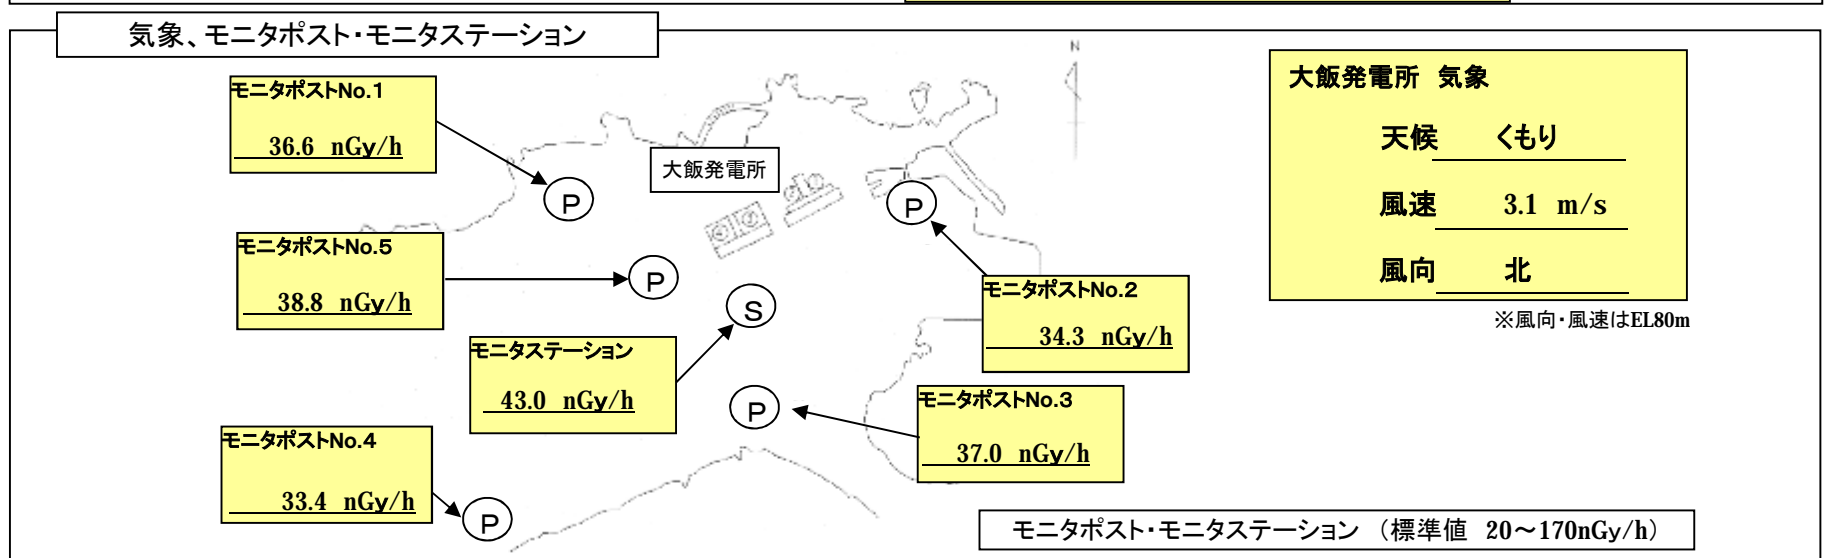 気象、モニタポスト・モニタステーション
N
モニタポストNo.1
36.6 nGy/h
大飯発電所
P
P
モニタポストNo.5
38.8 nGy/h
P
S
モニタポストNo.2
34.3 nGy/h
モニタステーション
43.0 nGy/h
P
モニタポストNo.3
37.0 nGy/h
モニタポストNo.4
33.4 nGy/h
P
大飯発電所 気象
天候 くもり
風速 3.1 m/s
風向 北
※風向・風速はEL80m
モニタポスト・モニタステーション (標準値 20～170nGy/h)